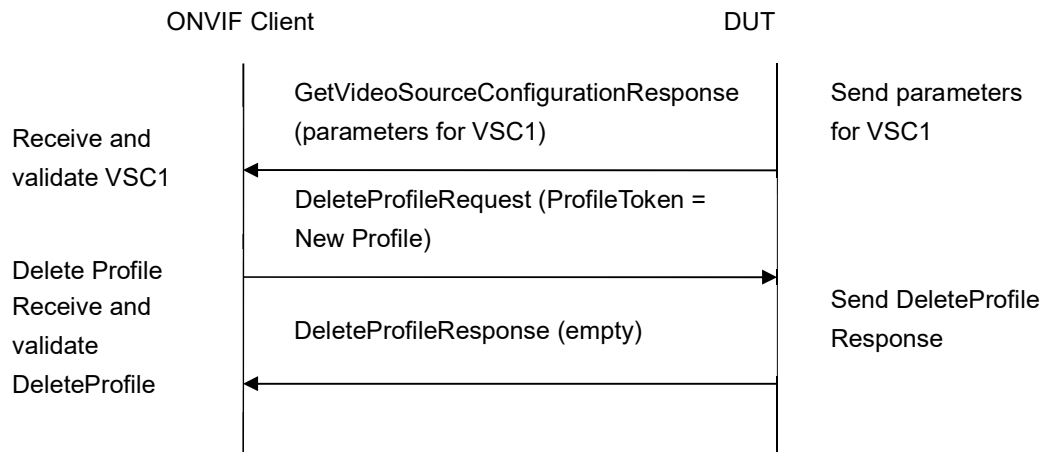 ONVIF Client
DUT
GetVideoSourceConfigurationResponse
(parameters for VSC1)
Send parameters
for VSC1
Receive and
validate VSC1
DeleteProfileRequest (ProfileToken =
New Profile)
Delete Profile
Receive and
validate
DeleteProfile
DeleteProfileResponse (empty)
Send DeleteProfile
Response